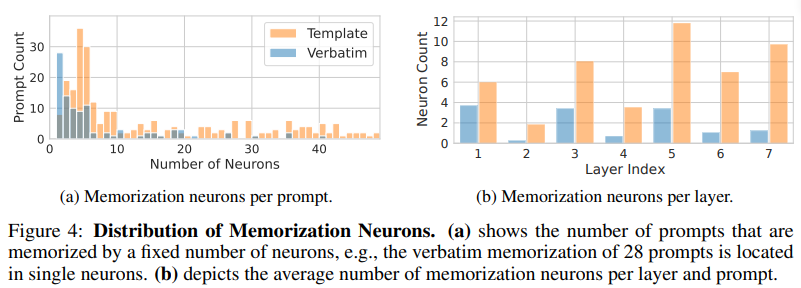 Template
Verbatim
Prompt Count
30
20
10
0
0 10 20 30 40
Number of Neurons
(a) Memorization neurons per prompt.
Neuron Count
12
10
8
6
4
2
0
1 2 3 4 5 6 7
Layer Index
(b) Memorization neurons per layer.
Figure 4: Distribution of Memorization Neurons. (a) shows the number of prompts that are
memorized by a fixed number of neurons, e.g., the verbatim memorization of 28 prompts is located
in single neurons. (b) depicts the average number of memorization neurons per layer and prompt.